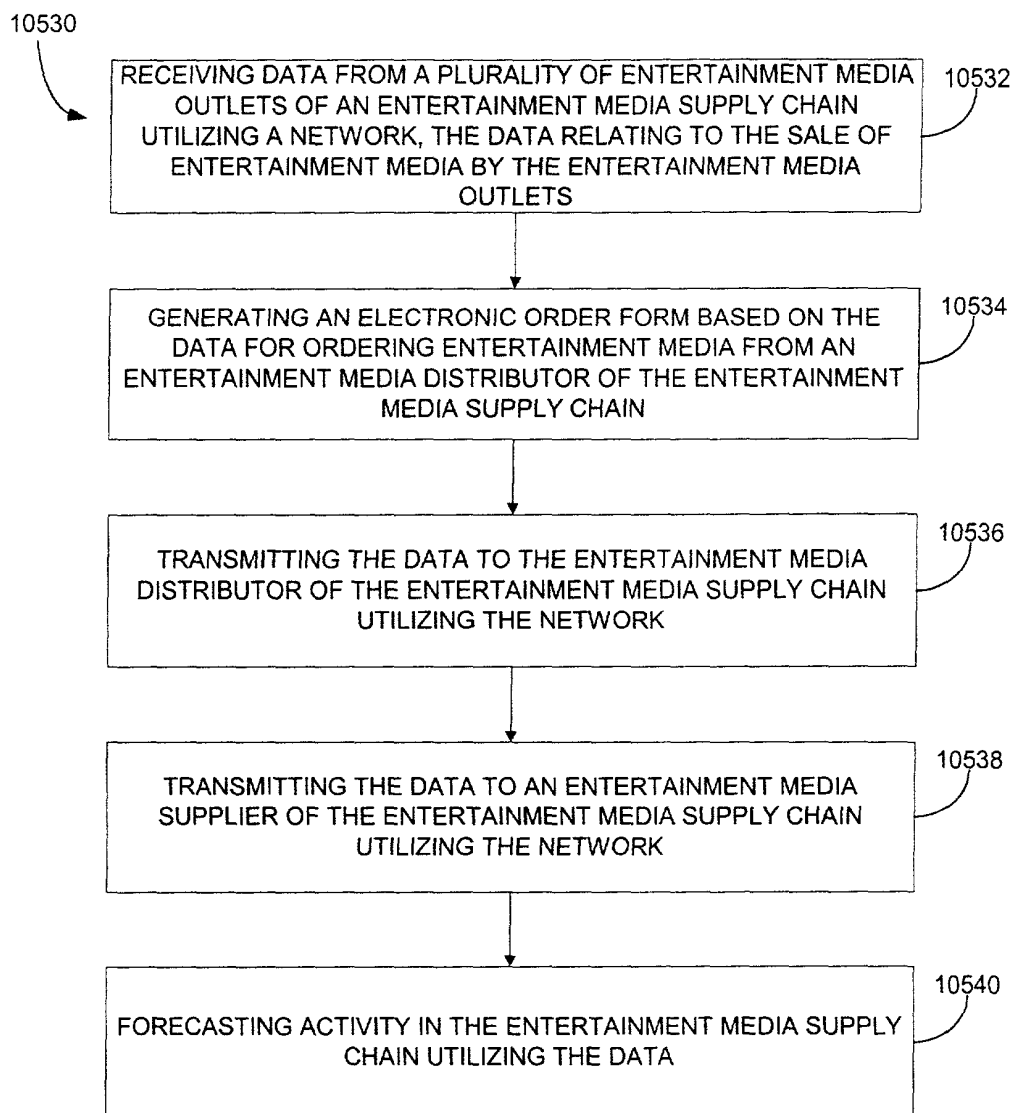 10530
RECEIVING DATA FROM A PLURALITY OF ENTERTAINMENT MEDIA
OUTLETS OF AN ENTERTAINMENT MEDIA SUPPLY CHAIN
UTILIZING A NETWORK, THE DATA RELATING TO THE SALE OF
ENTERTAINMENT MEDIA BY THE ENTERTAINMENT MEDIA
OUTLETS
10532
GENERATING AN ELECTRONIC ORDER FORM BASED ON THE
DATA FOR ORDERING ENTERTAINMENT MEDIA FROM AN
ENTERTAINMENT MEDIA DISTRIBUTOR OF THE ENTERTAINMENT
MEDIA SUPPLY CHAIN
10534
TRANSMITTING THE DATA TO THE ENTERTAINMENT MEDIA
DISTRIBUTOR OF THE ENTERTAINMENT MEDIA SUPPLY CHAIN
UTILIZING THE NETWORK
10536
TRANSMITTING THE DATA TO AN ENTERTAINMENT MEDIA
SUPPLIER OF THE ENTERTAINMENT MEDIA SUPPLY CHAIN
UTILIZING THE NETWORK
10538
FORECASTING ACTIVITY IN THE ENTERTAINMENT MEDIA SUPPLY
CHAIN UTILIZING THE DATA
10540